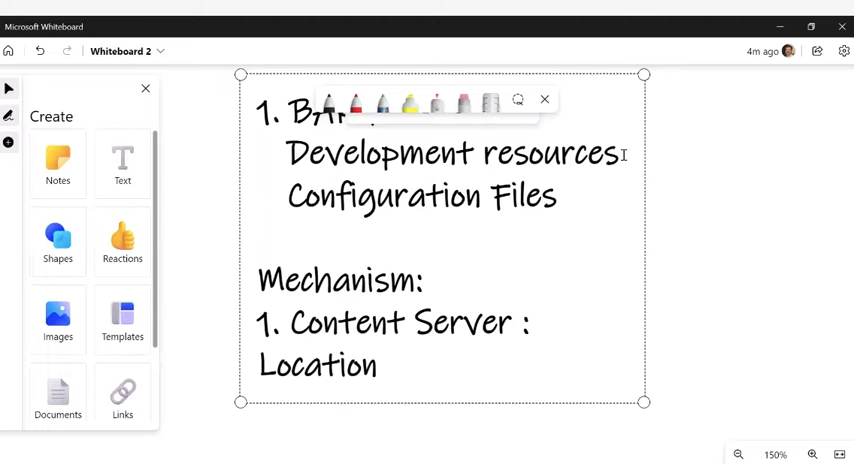 Microsoft Whiteboard
Whiteboard 2
4m ago
Create
Notes
Text
Shapes
Reactions
Images
Templates
Documents
Links
1.
Development resources
Configuration Files
Mechanism:
1. Content Server :
Location
150%